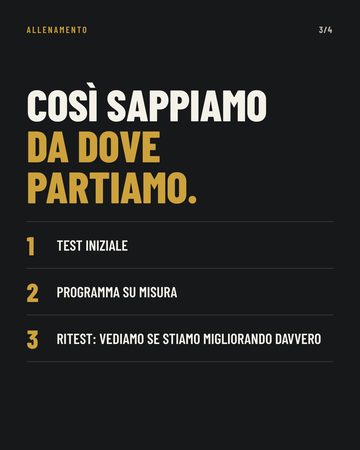 ALLENAMENTO
3/4
COSÌ SAPPIAMO
DA DOVE
PARTIAMO.
1 TEST INIZIALE
2 PROGRAMMA SU MISURA
3 RITEST: VEDIAMO SE STIAMO MIGLIORANDO DAVVERO